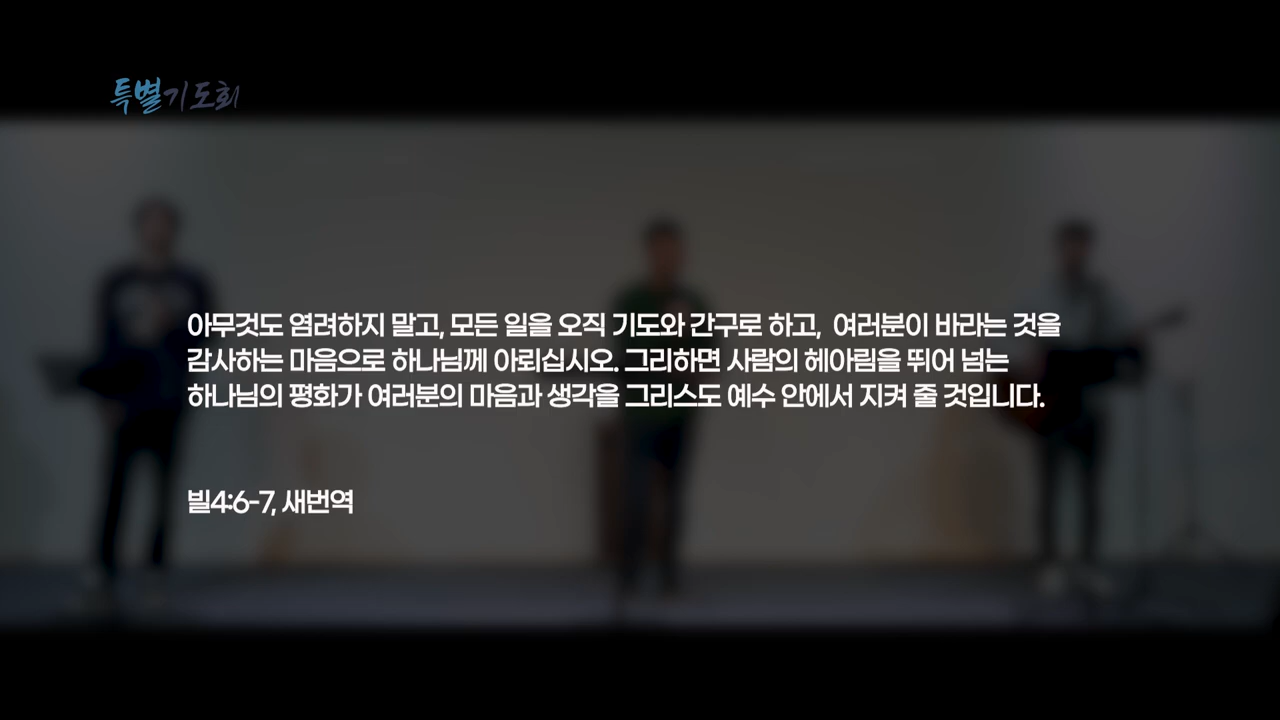 특별기도회
아무것도 염려하지 말고, 모든 일을 오직 기도와 간구로 하고,  여러분이 바라는 것을
감사하는 마음으로 하나님께 아뢰십시오. 그리하면 사람의 헤아림을 뛰어 넘는
하나님의 평화가 여러분의 마음과 생각을 그리스도 예수 안에서 지켜 줄 것입니다.
빌4:6-7, 새번역